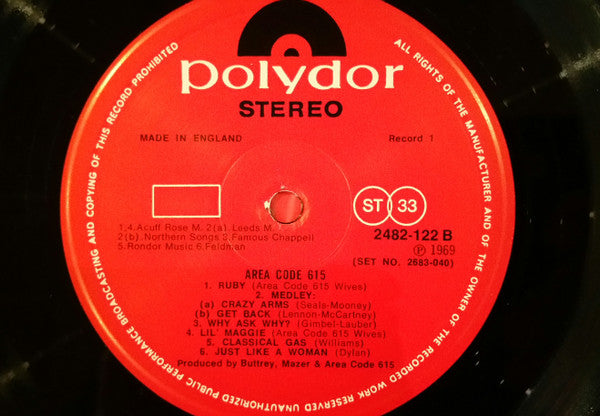 polydor
STEREO
MADE IN ENGLAND
Record 1
ST 33
1.4. Acuff Rose M. 2(a). Leeds M.
2(b). Northern Songs 3. Famous Chappell
5. Rondor Music 6. Feldman
2482-122 B
Ⓟ 1969
(SET NO. 2683-040)
AREA CODE 615
1. RUBY (Area Code 615 Wives)
2. MEDLEY:
(a) CRAZY ARMS (Seals-Mooney)
(b) GET BACK (Lennon-McCartney)
3. WHY ASK WHY? (Gimbel-Lauber)
4. LIL' MAGGIE (Area Code 615 Wives)
5. CLASSICAL GAS (Williams)
6. JUST LIKE A WOMAN (Dylan)
Produced by Buttrey, Mazer & Area Code 615
ALL RIGHTS OF THE MANUFACTURER AND OF THE OWNER OF THE RECORDED WORK RESERVED UNAUTHORIZED PUBLIC PERFORMANCE BROADCASTING AND COPYING OF THIS RECORD PROHIBITED